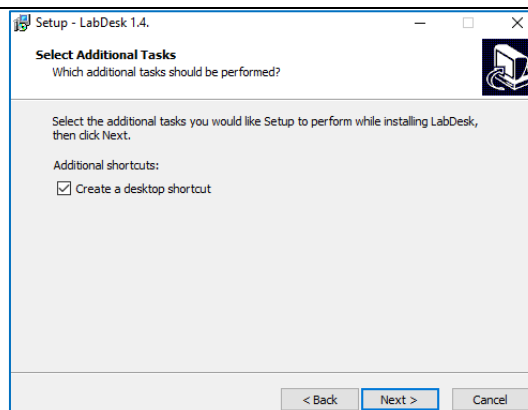 Setup - LabDesk 1.4.
Select Additional Tasks
Which additional tasks should be performed?
Select the additional tasks you would like Setup to perform while installing LabDesk,
then click Next.
Additional shortcuts:
Create a desktop shortcut
< Back Next > Cancel